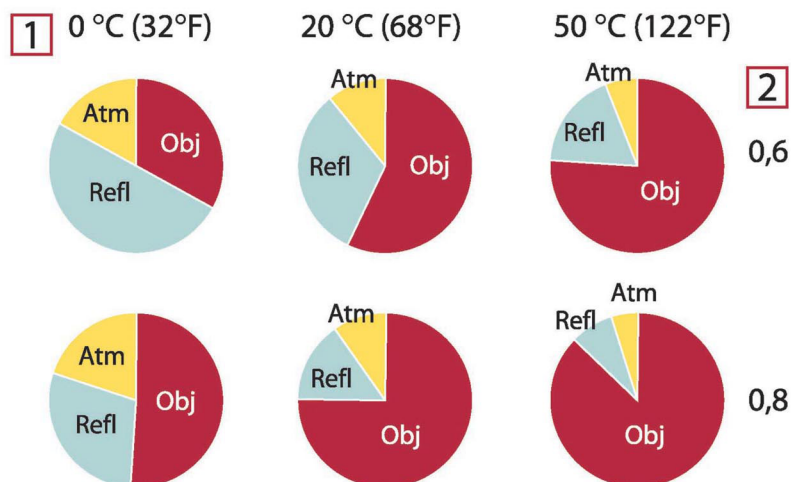 1 0 °C (32°F) 20 °C (68°F) 50 °C (122°F)
2
Atm Obj Refl
Atm Refl Obj
Atm Refl Obj
0,6
Atm Refl Obj
Atm Refl Obj
Atm Refl Obj
0,8